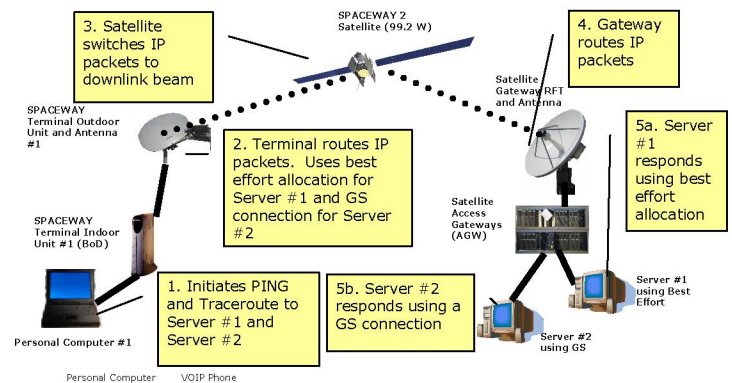 3. Satellite
switches IP
packets to
downlink beam
SPACEWAY 2
Satellite (99.2 W)
4. Gateway
routes IP
packets
Satellite
Gateway RFT
and Antenna
SPACEWAY
Terminal Outdoor
Unit and Antenna
#1
2. Terminal routes IP
packets. Uses best
effort allocation for
Server #1 and GS
connection for Server
#2
5a. Server
#1
responds
using best
effort
allocation
SPACEWAY
Terminal Indoor
Unit #1 (BoD)
Satellite
Access
Gateways
(AGW)
1. Initiates PING
and Traceroute to
Server #1 and
Server #2
5b. Server #2
responds using a
GS connection
Server #1
using Best
Effort
Personal Computer #1
Server #2
using GS
Personal Computer
VOIP Phone